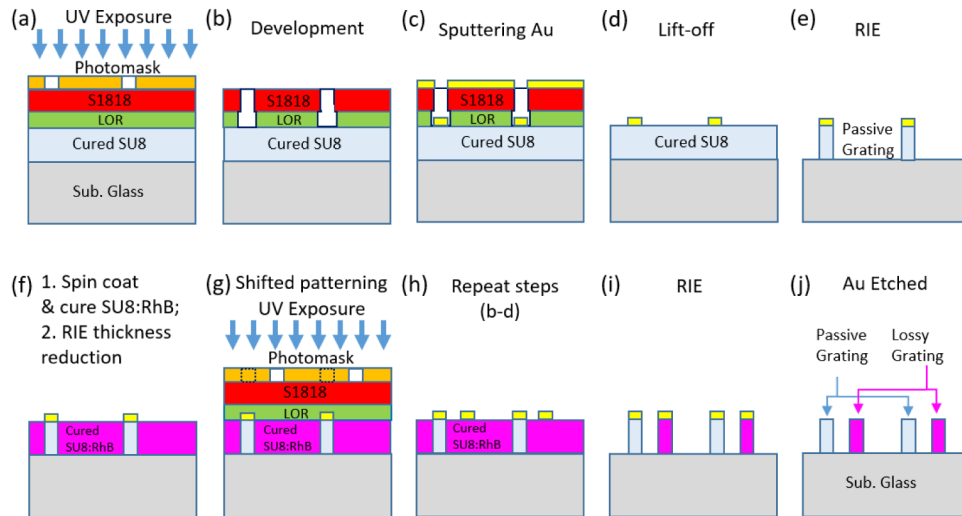 (a)
UV Exposure
Photomask
S1818
LOR
Cured SU8
Sub. Glass
(b)
Development
S1818
LOR
Cured SU8
(c)
Sputtering Au
S1818
LOR
Cured SU8
(d)
Lift-off
Cured SU8
(e)
RIE
Passive
Grating
(f)
1. Spin coat
& cure SU8:RhB;
2. RIE thickness
reduction
Cured
SU8:RhB
(g)
Shifted patterning
UV Exposure
Photomask
S1818
LOR
Cured
SU8:RhB
(h)
Repeat steps
(b-d)
Cured
SU8:RhB
(i)
RIE
(j)
Au Etched
Passive
Grating
Lossy
Grating
Sub. Glass